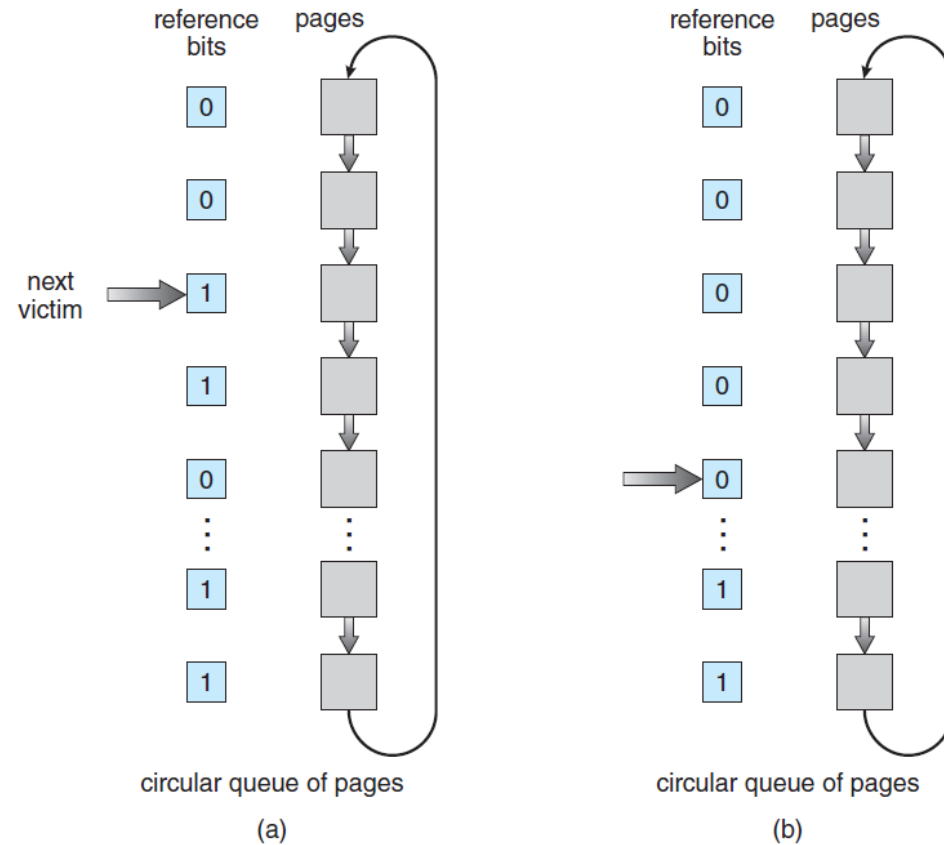 reference pages
bits
0
0
next
victim
1
1
0
1
1
circular queue of pages
(a)
reference pages
bits
0
0
0
0
0
1
1
circular queue of pages
(b)